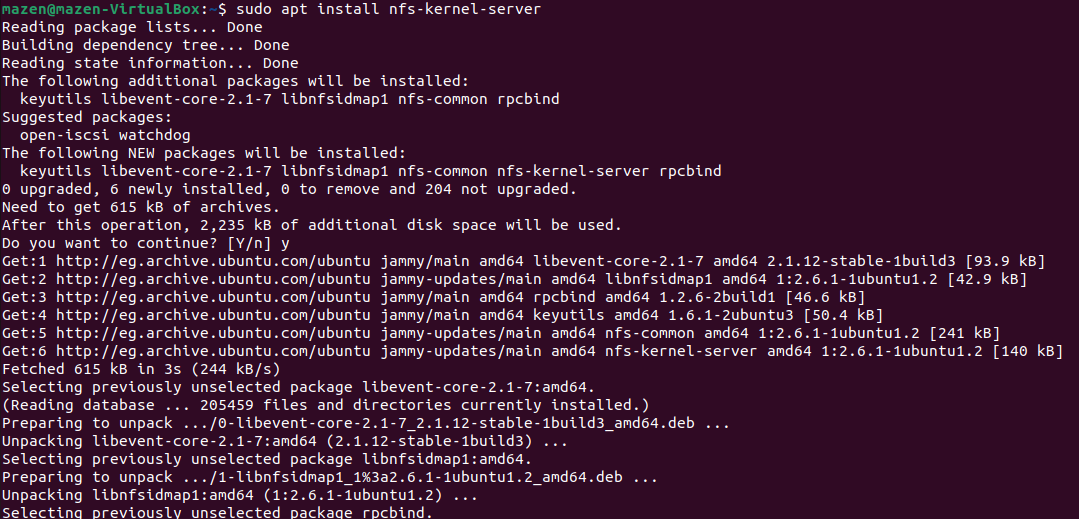 mazen@mazen-VirtualBox:~$ sudo apt install nfs-kernel-server
Reading package lists... Done
Building dependency tree... Done
Reading state information... Done
The following additional packages will be installed:
  keyutils libevent-core-2.1-7 libnfsidmap1 nfs-common rpcbind
Suggested packages:
  open-iscsi watchdog
The following NEW packages will be installed:
  keyutils libevent-core-2.1-7 libnfsidmap1 nfs-common nfs-kernel-server rpcbind
0 upgraded, 6 newly installed, 0 to remove and 204 not upgraded.
Need to get 615 kB of archives.
After this operation, 2,235 kB of additional disk space will be used.
Do you want to continue? [Y/n] y
Get:1 http://eg.archive.ubuntu.com/ubuntu jammy/main amd64 libevent-core-2.1-7 amd64 2.1.12-stable-1build3 [93.9 kB]
Get:2 http://eg.archive.ubuntu.com/ubuntu jammy-updates/main amd64 libnfsidmap1 amd64 1:2.6.1-1ubuntu1.2 [42.9 kB]
Get:3 http://eg.archive.ubuntu.com/ubuntu jammy/main amd64 rpcbind amd64 1.2.6-2build1 [46.6 kB]
Get:4 http://eg.archive.ubuntu.com/ubuntu jammy/main amd64 keyutils amd64 1.6.1-2ubuntu3 [50.4 kB]
Get:5 http://eg.archive.ubuntu.com/ubuntu jammy-updates/main amd64 nfs-common amd64 1:2.6.1-1ubuntu1.2 [241 kB]
Get:6 http://eg.archive.ubuntu.com/ubuntu jammy-updates/main amd64 nfs-kernel-server amd64 1:2.6.1-1ubuntu1.2 [140 kB]
Fetched 615 kB in 3s (244 kB/s)
Selecting previously unselected package libevent-core-2.1-7:amd64.
(Reading database ... 205459 files and directories currently installed.)
Preparing to unpack .../0-libevent-core-2.1-7_2.1.12-stable-1build3_amd64.deb ...
Unpacking libevent-core-2.1-7:amd64 (2.1.12-stable-1build3) ...
Selecting previously unselected package libnfsidmap1:amd64.
Preparing to unpack .../1-libnfsidmap1_1%3a2.6.1-1ubuntu1.2_amd64.deb ...
Unpacking libnfsidmap1:amd64 (1:2.6.1-1ubuntu1.2) ...
Selecting previously unselected package rpcbind.